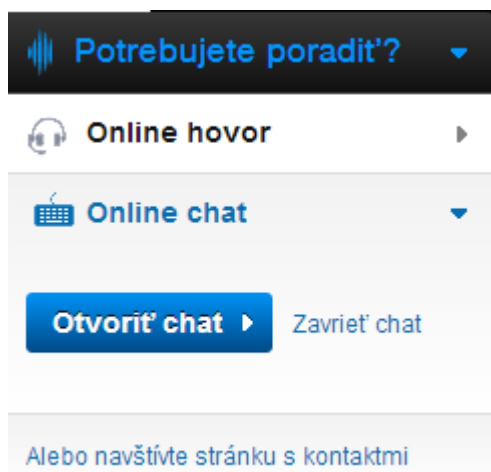 Potrebujete poradiť?
Online hovor
Online chat
Otvoriť chat
Zavrieť chat
Alebo navštívte stránku s kontaktmi